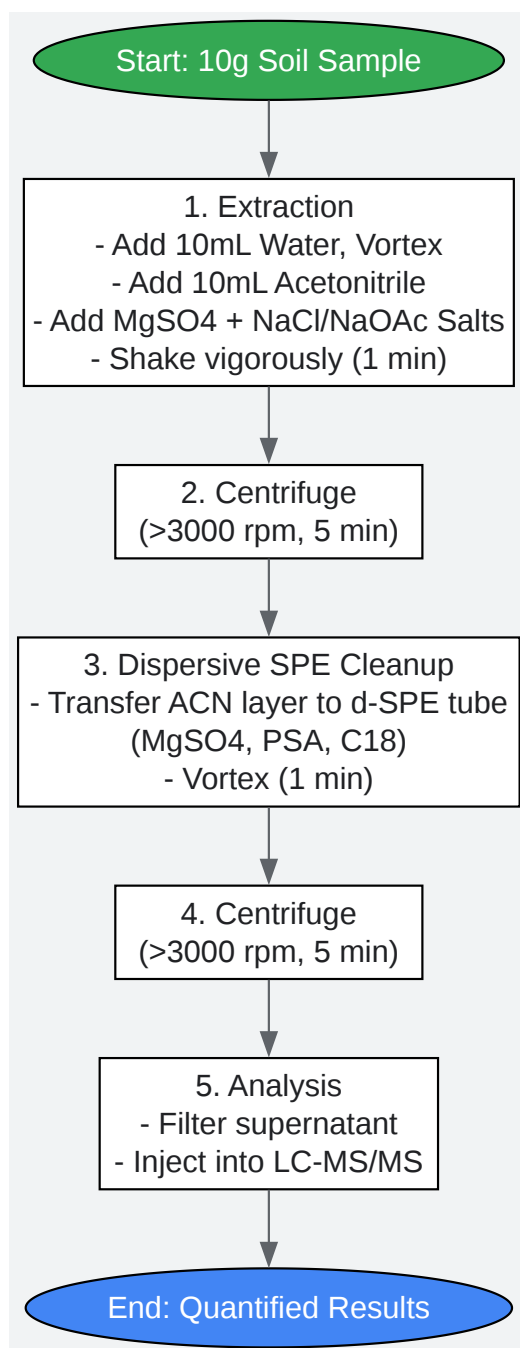 Start: 10g Soil Sample
1. Extraction
- Add 10mL Water, Vortex
- Add 10mL Acetonitrile
- Add MgSO4 + NaCl/NaOAc Salts
- Shake vigorously (1 min)
2. Centrifuge
(>3000 rpm, 5 min)
3. Dispersive SPE Cleanup
- Transfer ACN layer to d-SPE tube
(MgSO4, PSA, C18)
- Vortex (1 min)
4. Centrifuge
(>3000 rpm, 5 min)
5. Analysis
- Filter supernatant
- Inject into LC-MS/MS
End: Quantified Results